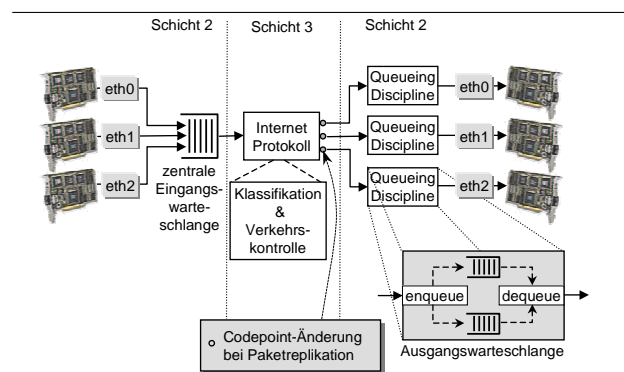 Schicht 2
Schicht 3
Schicht 2
eth0
eth1
eth2
zentrale
Eingangs-
warte-
schlange
Internet
Protokoll
Klassifikation
&
Verkehrs-
kontrolle
Queueing
Discipline
eth0
Queueing
Discipline
eth1
Queueing
Discipline
eth2
enqueue
dequeue
Ausgangswarteschlange
Codepoint-Änderung
bei Paketreplikation